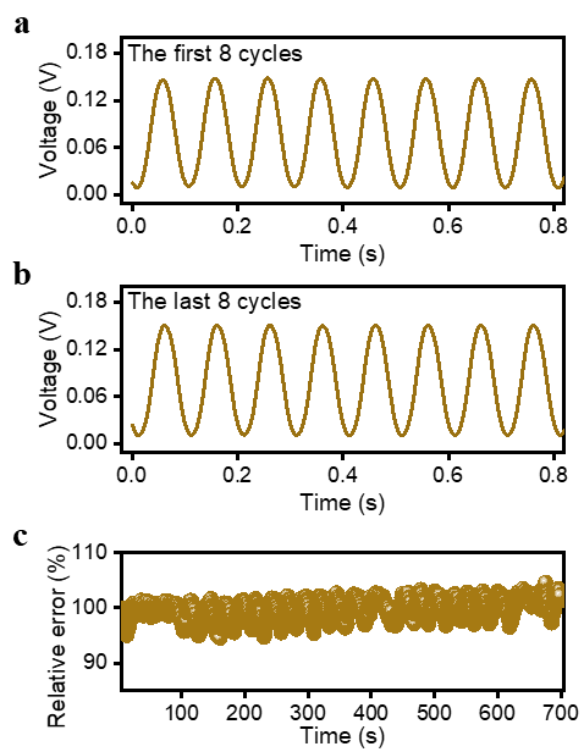 a
The first 8 cycles
Voltage (V)
0.18
0.12
0.06
0.00
0.0 0.2 0.4 0.6 0.8
Time (s)
b
The last 8 cycles
Voltage (V)
0.18
0.12
0.06
0.00
0.0 0.2 0.4 0.6 0.8
Time (s)
c
Relative error (%)
110
100
90
100 200 300 400 500 600 700
Time (s)